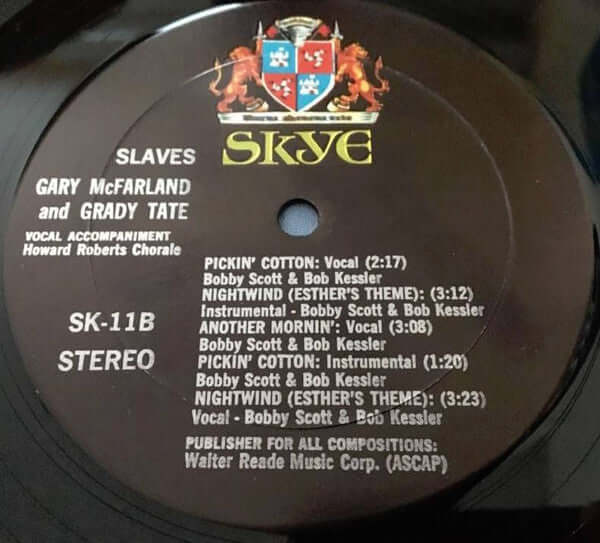 SKYE
SLAVES
GARY McFARLAND
and GRADY TATE
VOCAL ACCOMPANIMENT
Howard Roberts Chorale
SK-11B
STEREO
PICKIN' COTTON: Vocal (2:17)
Bobby Scott & Bob Kessler
NIGHTWIND (ESTHER'S THEME): (3:12)
Instrumental - Bobby Scott & Bob Kessler
ANOTHER MORNIN': Vocal (3:08)
Bobby Scott & Bob Kessler
PICKIN' COTTON: Instrumental (1:20)
Bobby Scott & Bob Kessler
NIGHTWIND (ESTHER'S THEME): (3:23)
Vocal - Bobby Scott & Bob Kessler
PUBLISHER FOR ALL COMPOSITIONS:
Walter Reade Music Corp. (ASCAP)